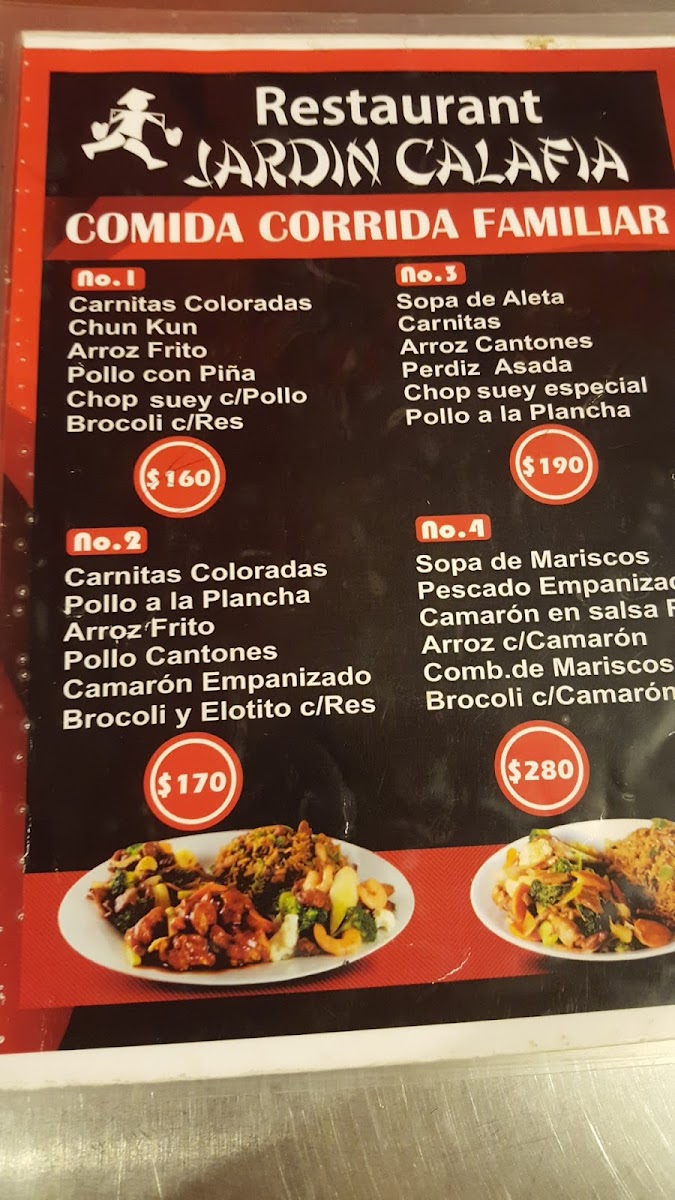 Restaurant
JARDIN CALAFIA
COMIDA CORRIDA FAMILIAR
No.1
Carnitas Coloradas
Chun Kun
Arroz Frito
Pollo con Piña
Chop suey c/Pollo
Brocoli c/Res
$160
No.2
Carnitas Coloradas
Pollo a la Plancha
Arroz Frito
Pollo Cantones
Camarón Empanizado
Brocoli y Elotito c/Res
$170
No.3
Sopa de Aleta
Carnitas
Arroz Cantones
Perdiz Asada
Chop suey especial
Pollo a la Plancha
$190
No.4
Sopa de Mariscos
Pescado
Camarón en salsa
Arroz c/Camarón
Comb.de Mariscos
Brocoli c/Camarón
$280